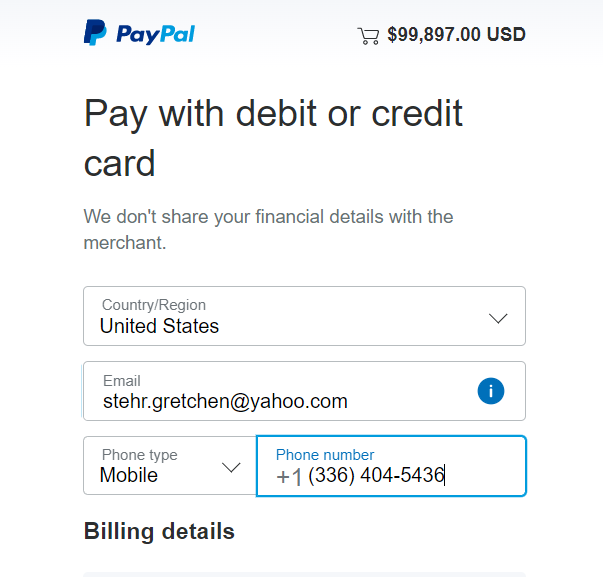 PayPal
$99,897.00 USD
Pay with debit or credit
card
We don't share your financial details with the
merchant.
Country/Region
United States
Email
stehr.gretchen@yahoo.com
Phone type
Mobile
Phone number
+1 (336) 404-5436
Billing details